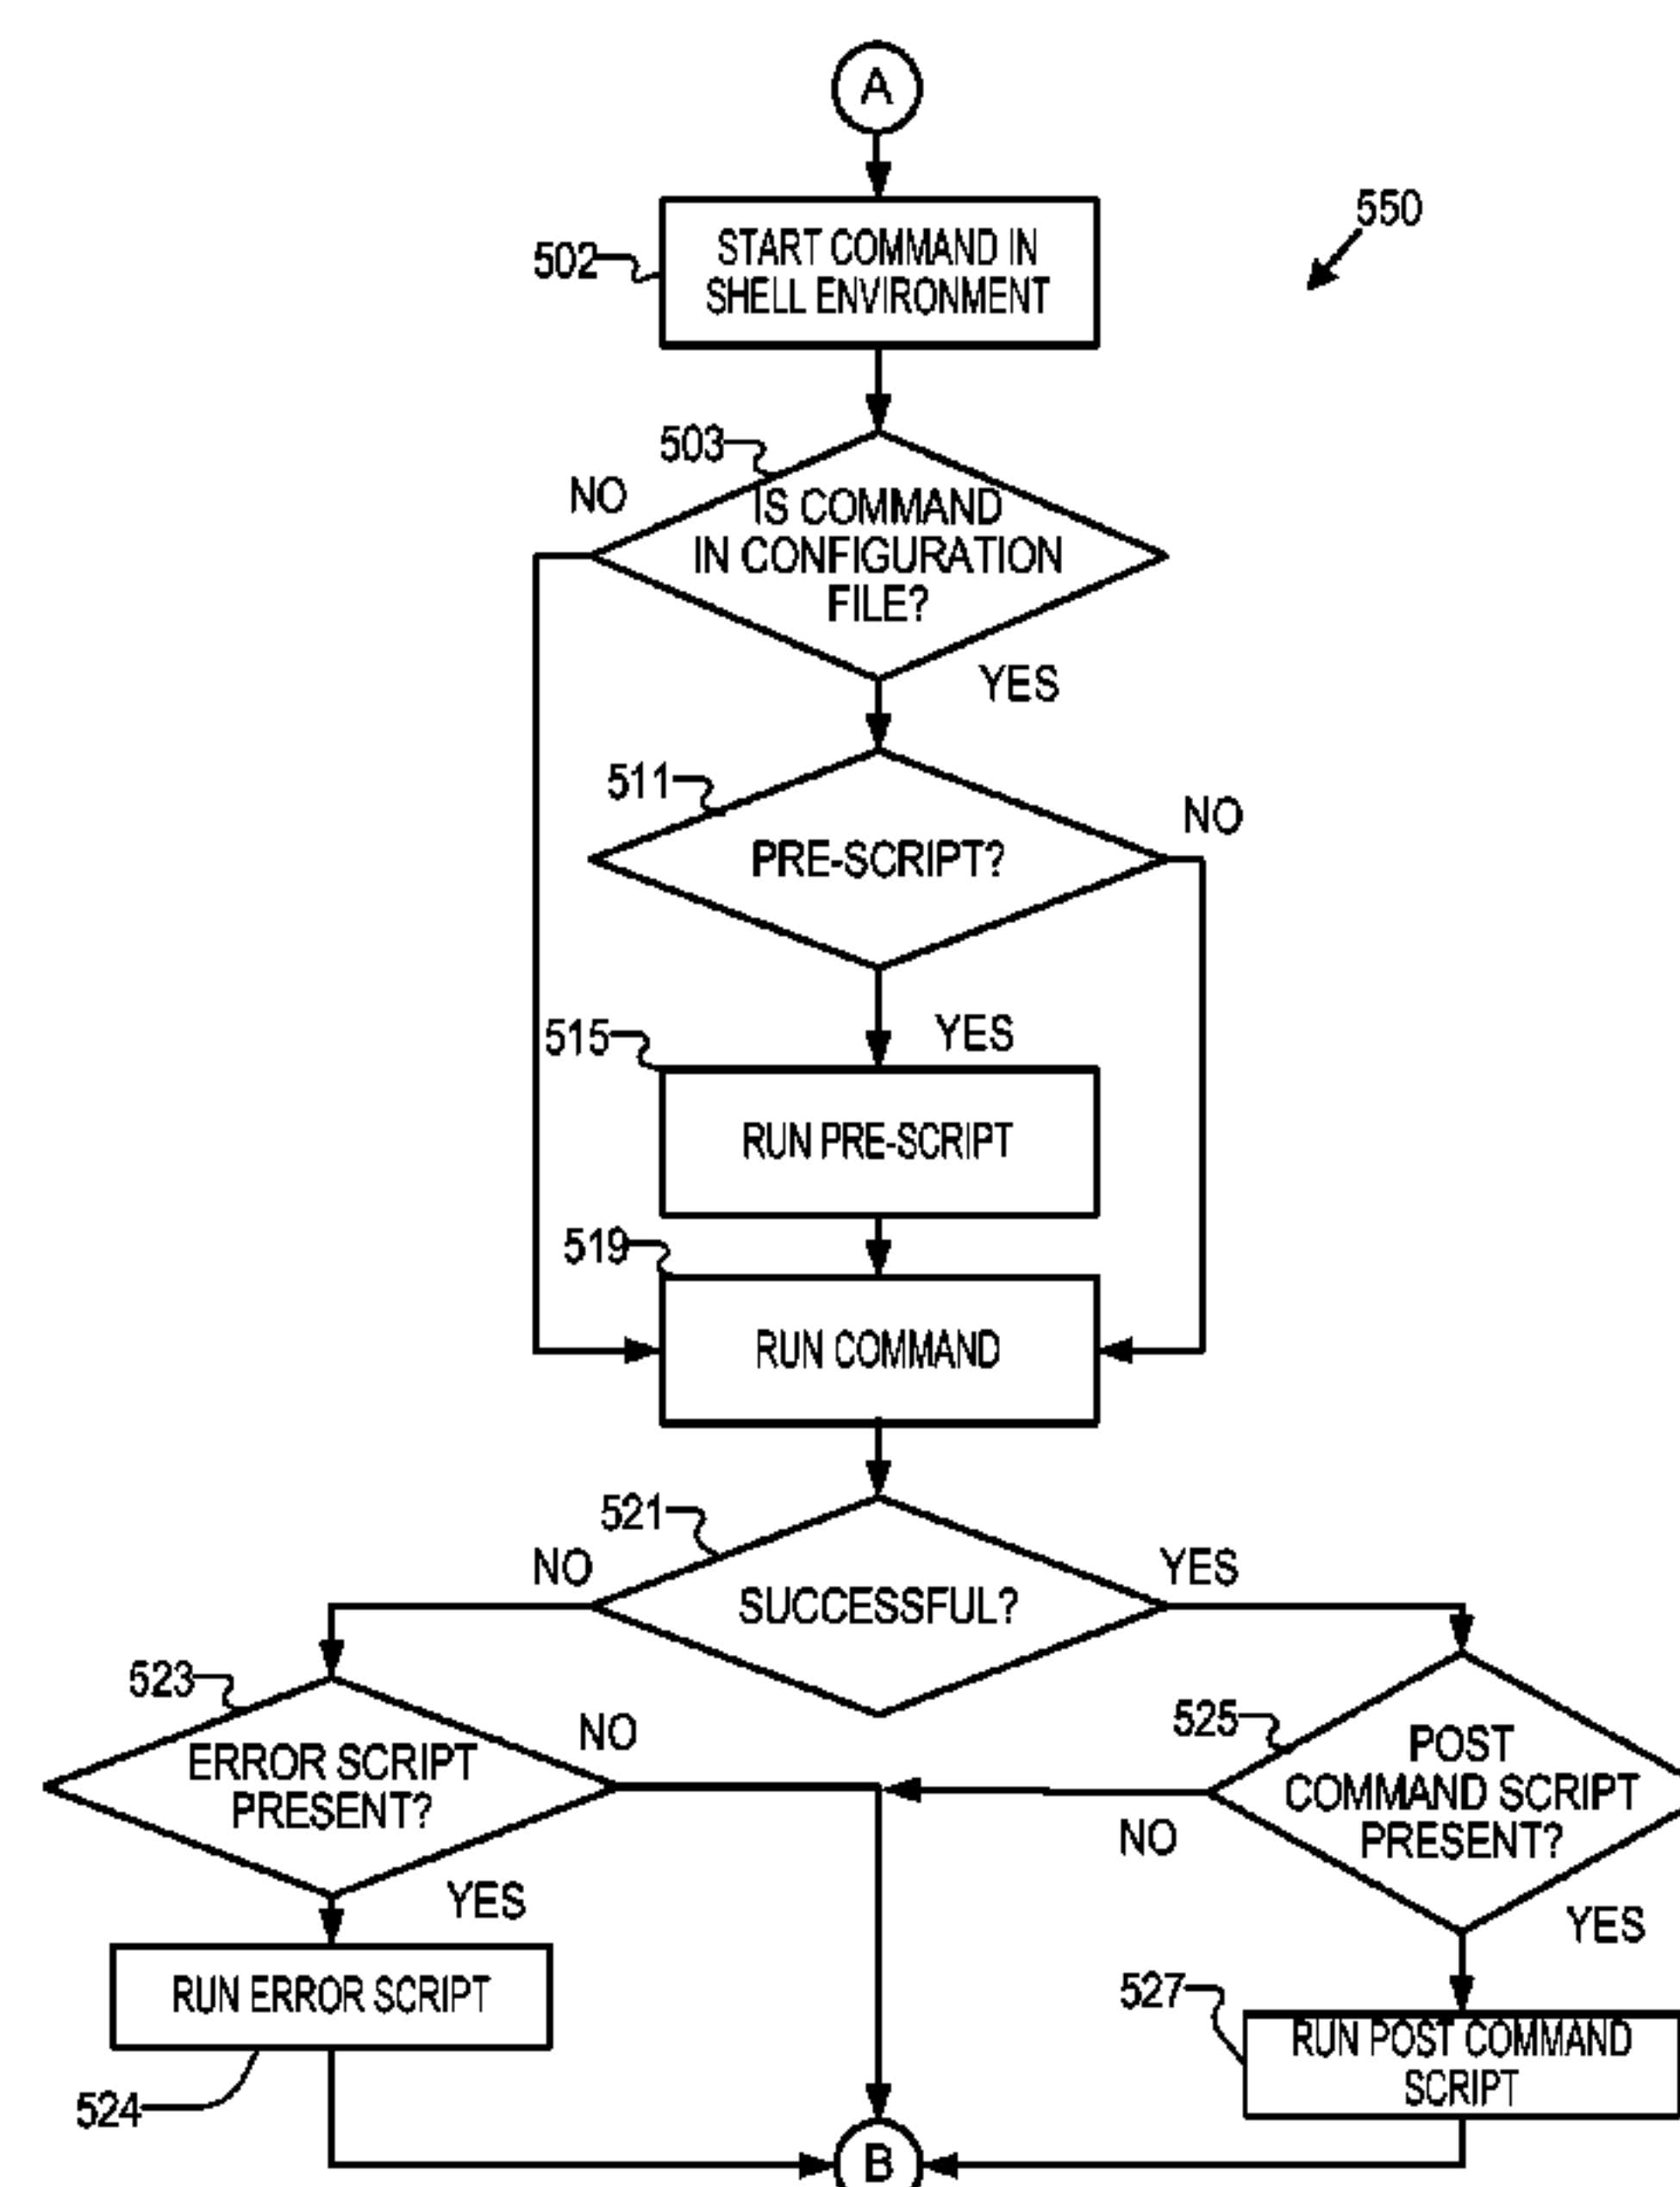 A
START COMMAND IN
SHELL ENVIRONMENT
502
550
503
NO
IS COMMAND
IN CONFIGURATION
FILE?
YES
511
NO
PRE-SCRIPT?
YES
515
RUN PRE-SCRIPT
519
RUN COMMAND
521
NO
YES
SUCCESSFUL?
523
NO
ERROR SCRIPT
PRESENT?
525
POST
COMMAND SCRIPT
PRESENT?
NO
YES
YES
RUN ERROR SCRIPT
524
527
RUN POST COMMAND
SCRIPT
B